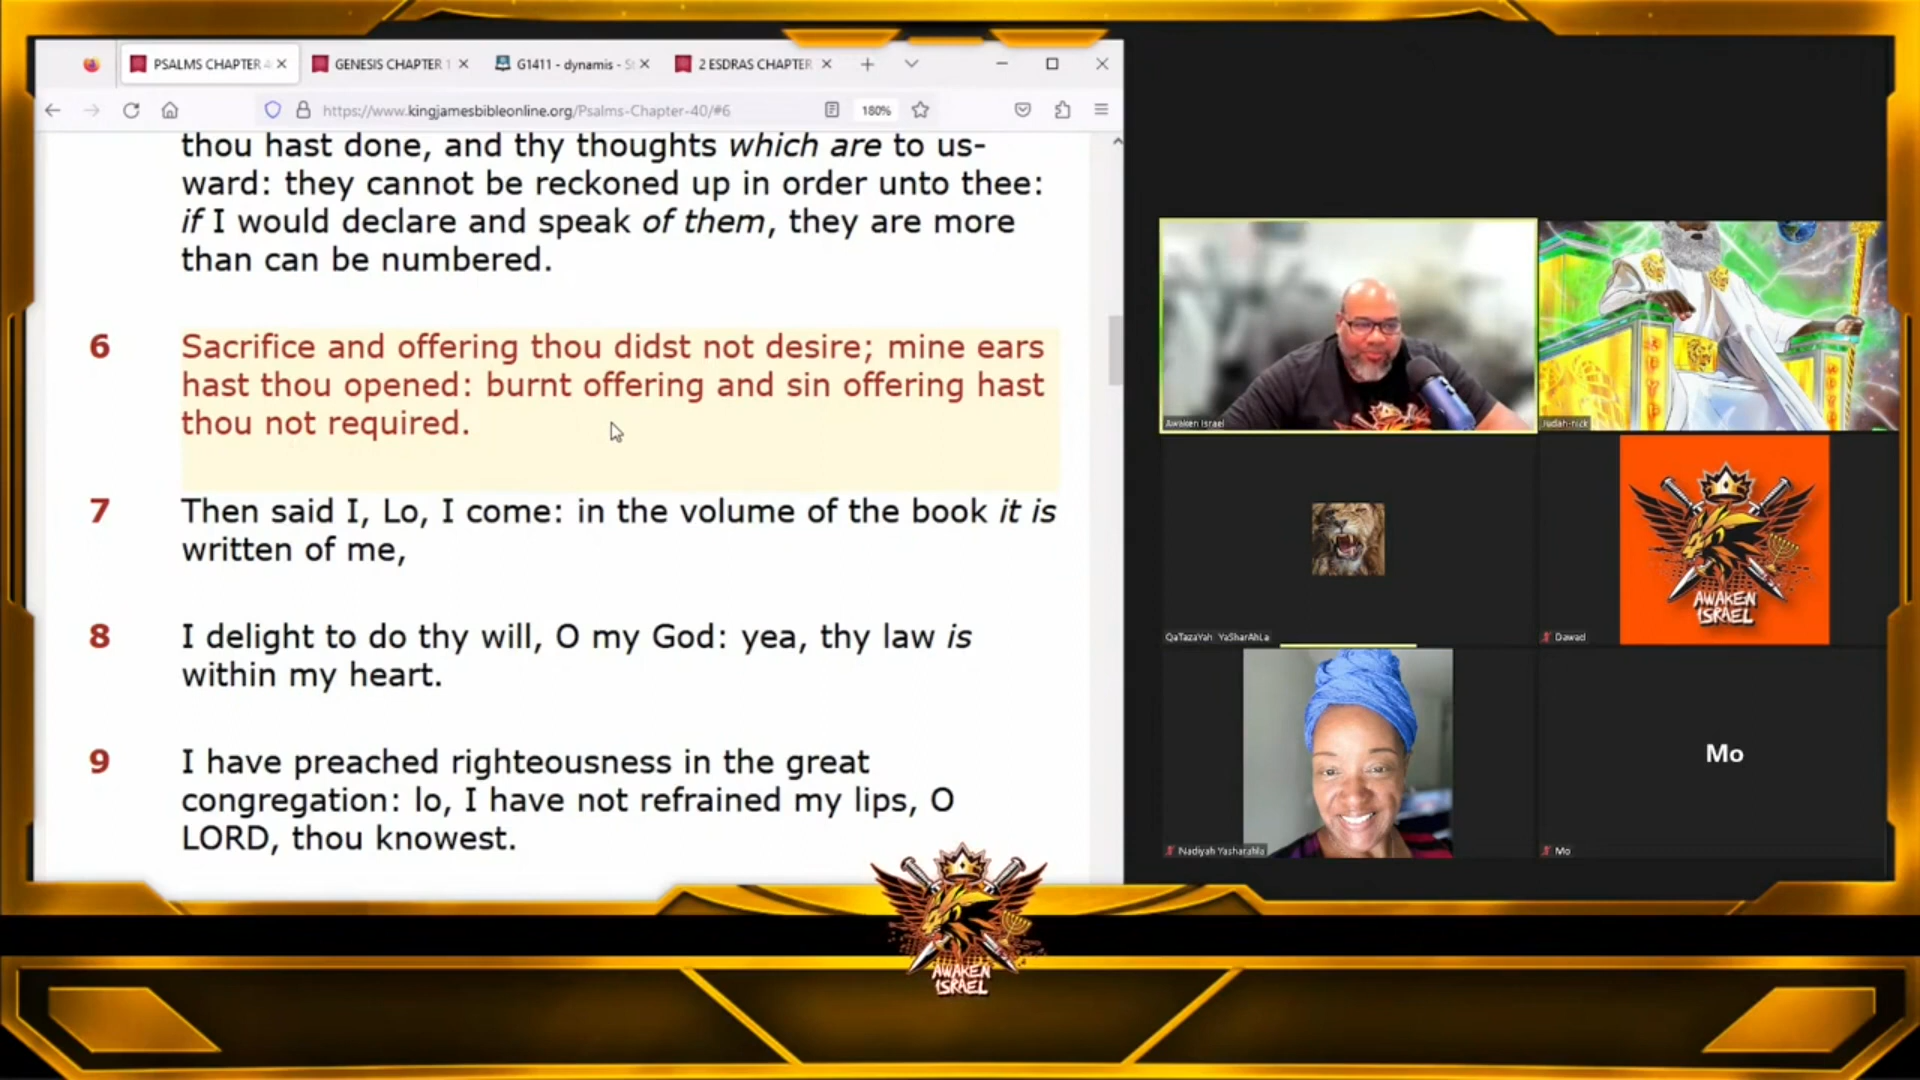 PSALMS CHAPTER 4
GENESIS CHAPTER 1
G1411 - dynamis - St
2 ESDRAS CHAPTER
https://www.kingjamesbibleonline.org/Psalms-Chapter-40/#6
180%
thou hast done, and thy thoughts which are to us-
ward: they cannot be reckoned up in order unto thee:
if I would declare and speak of them, they are more
than can be numbered.
6 Sacrifice and offering thou didst not desire; mine ears
hast thou opened: burnt offering and sin offering hast
thou not required.
7 Then said I, Lo, I come: in the volume of the book it is
written of me,
8 I delight to do thy will, O my God: yea, thy law is
within my heart.
9 I have preached righteousness in the great
congregation: lo, I have not refrained my lips, O
LORD, thou knowest.
Awaken Israel
Judah-nick
QaTazaYah YaSharAhLa
AWAKEN
ISRAEL
Dawad
Nadiyah Yasharahla
Mo
Mo
AWAKEN
ISRAEL